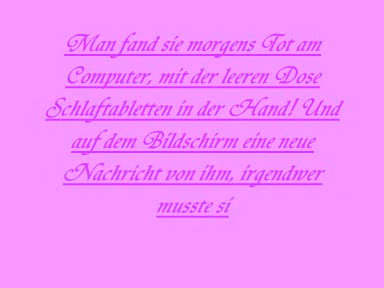 Man fand sie morgens Tot am
Computer, mit der leeren Dose
Schlaftabletten in der Hand! Und
auf dem Bildschirm eine neue
Nachricht von ihm, irgendwer
musste si